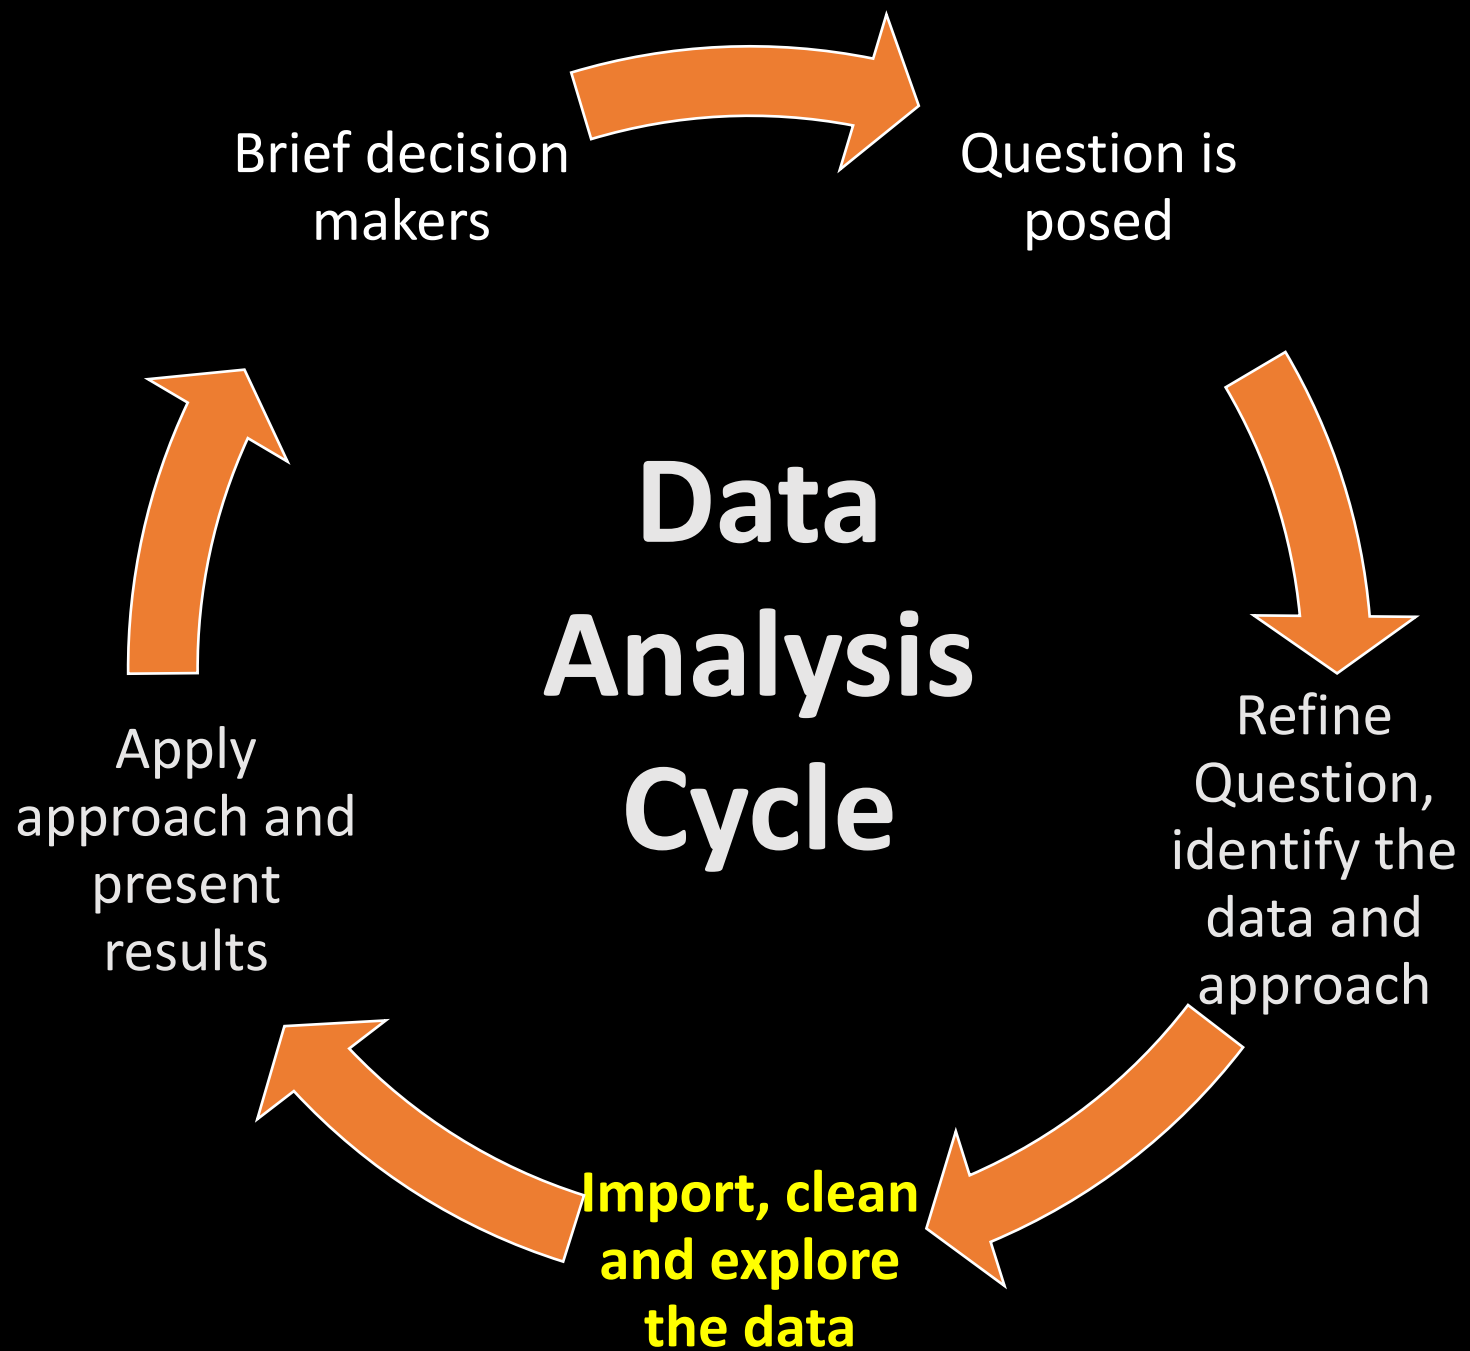 Brief decision
makers
Question is
posed
Data
Analysis
Cycle
Refine
Question,
identify the
data and
approach
Import, clean
and explore
the data
Apply
approach and
present
results